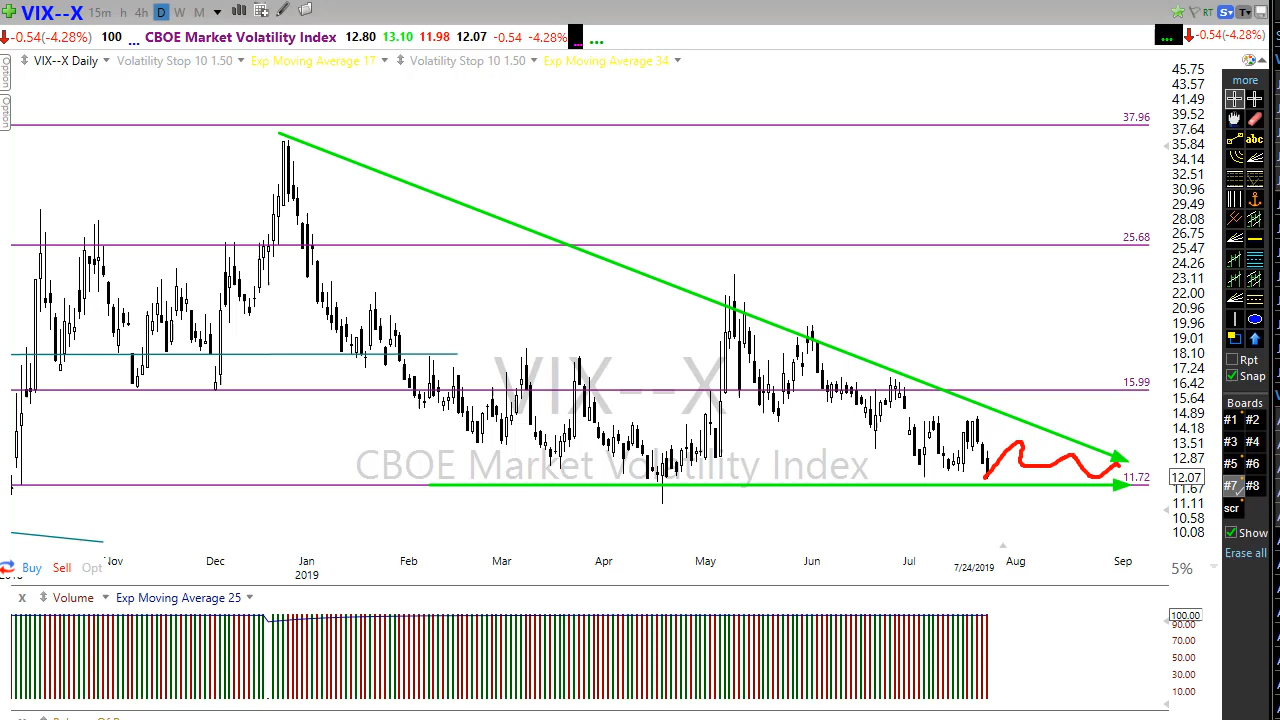 VIX--X 15m h 4h D W M RT S T
-0.54(-4.28%) 100 ... CBOE Market Volatility Index 12.80 13.10 11.98 12.07 -0.54 -4.28% ... ... -0.54(-4.28%)
VIX--X Daily Volatility Stop 10 1.50 Exp Moving Average 17 Volatility Stop 10 1.50 Exp Moving Average 34
Option
Option
VIX--X
CBOE Market Volatility Index
37.96
25.68
15.99
11.72
45.75
43.57
41.49
39.52
37.64
35.84
34.14
32.51
30.96
29.49
28.08
26.75
25.47
24.26
23.11
22.00
20.96
19.96
19.01
18.10
17.24
16.42
15.64
14.89
14.18
13.51
12.87
12.07
11.67
11.11
10.58
10.08
Nov Dec Jan Feb Mar Apr May Jun Jul 7/24/2019 Aug Sep
2019
Buy Sell Opt
5%
X Volume Exp Moving Average 25
100.00
90.00
70.00
50.00
30.00
10.00
more
abc
Rpt
Snap
Boards
#1 #2
#3 #4
#5 #6
#7 #8
scr
Show
Erase all